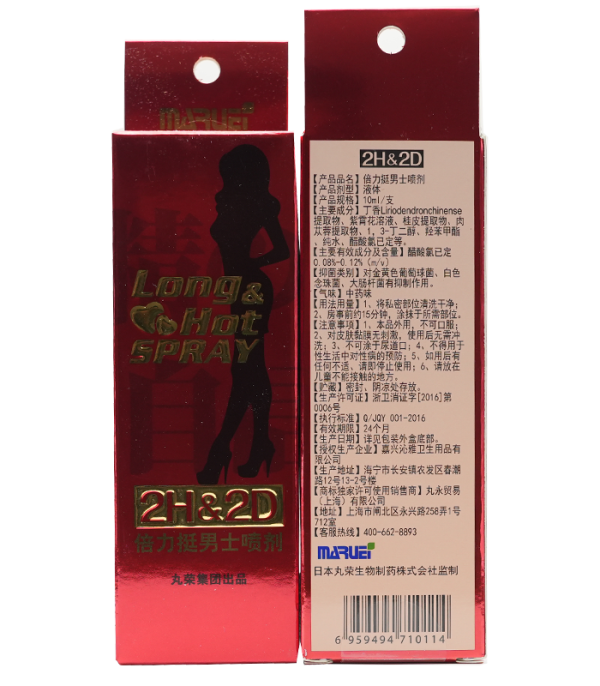 MARUEI
Long &
Hot
SPRAY
2H&2D
倍力挺男士喷剂
丸荣集团出品
2H&2D
【产品品名】倍力挺男士喷剂
【产品剂型】液体
【产品规格】10ml/支
【主要成分】丁香Liriodendronchinense
提取物、紫霄花溶液、桂皮提取物、肉
苁蓉提取物、1，3-丁二醇、羟苯甲酯
、纯水、醋酸氯已定等。
【主要有效成分及含量】醋酸氯已定
0.08%-0.12%（m/v）
【抑菌类别】对金黄色葡萄球菌、白色
念珠菌、大肠杆菌有抑制作用。
【气味】中药味
【用法用量】1、将私密部位清洗干净；
2、房事前约15分钟，涂抹于所需部位。
【注意事项】1、本品外用，不可口服；
2、对皮肤黏膜无刺激，使用后无需冲
洗；3、不可涂于尿道口；4、不得用于
性生活中对性病的预防；5、如用后有
任何不适、请即停止使用；6、请放在
儿童不能接触的地方。
【贮藏】密封、阴凉处存放。
【生产许可证】浙卫消证字[2016]第
0006号
【执行标准】Q/JQY 001-2016
【有效期限】24个月
【生产日期】详见包装外盒底部。
【授权生产企业】嘉兴沁雅卫生用品有
限公司
【生产地址】海宁市长安镇农发区春潮
路12号13-2号楼
【商标独家许可使用销售商】丸永贸易
（上海）有限公司
【地址】上海市闸北区永兴路258弄1号
712室
【客服热线】400-662-8893
MARUEI
日本丸荣生物制药株式会社监制
6 959494 710114